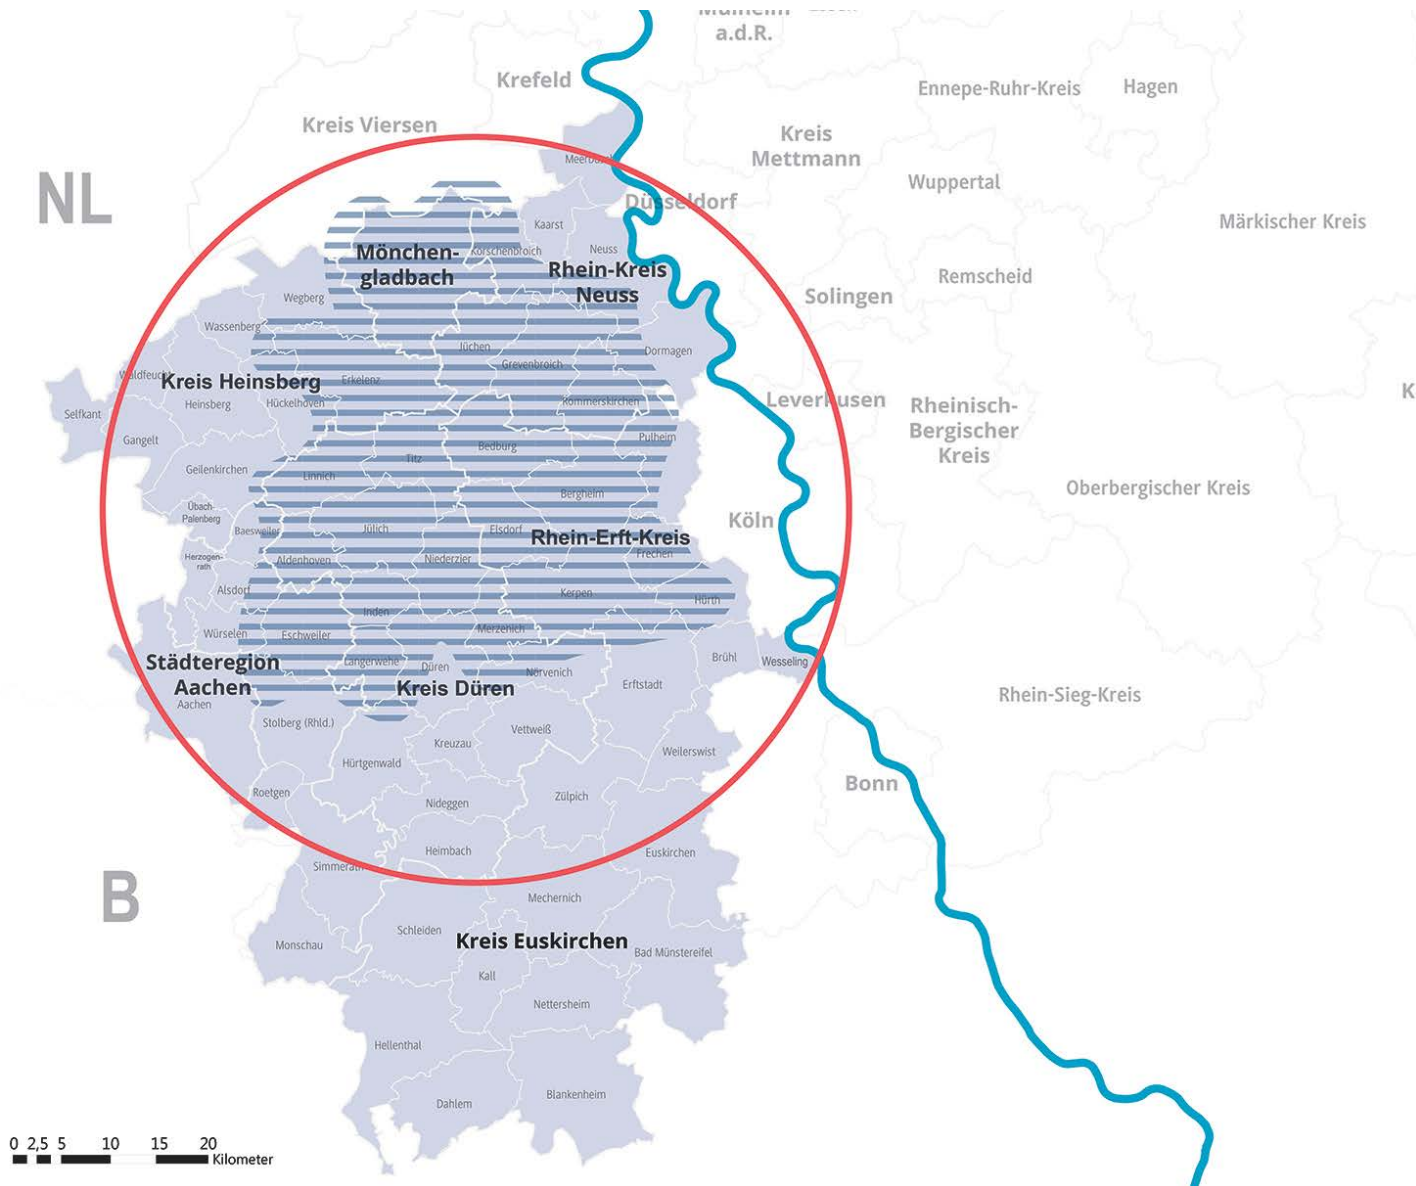 Mülheim
a.d.R.
Essen
Krefeld
Ennepe-Ruhr-Kreis
Hagen
Kreis Viersen
Kreis
Mettmann
Meerbusch
NL
Wuppertal
Düsseldorf
Märkischer Kreis
Kaarst
Mönchen-
gladbach
Korschenbroich
Neuss
Rhein-Kreis
Neuss
Remscheid
Solingen
Wegberg
Wassenberg
Jüchen
Dormagen
Grevenbroich
Waldfeucht
Kreis Heinsberg
Erkelenz
K
Leverkusen
Rheinisch-
Bergischer
Kreis
Heinsberg
Hückelhoven
Rommerskirchen
Selfkant
Gangelt
Pulheim
Titz
Bedburg
Geilenkirchen
Linnich
Bergheim
Oberbergischer Kreis
Übach-
Palenberg
Köln
Baesweiler
Jülich
Elsdorf
Rhein-Erft-Kreis
Frechen
Herzogen-
rath
Aldenhoven
Niederzier
Alsdorf
Kerpen
Hürth
Inden
Merzenich
Würselen
Eschweiler
Städteregion
Aachen
Aachen
Langerwehe
Düren
Nörvenich
Brühl
Wesseling
Kreis Düren
Erftstadt
Rhein-Sieg-Kreis
Stolberg (Rhld.)
Vettweiß
Kreuzau
Weilerswist
Hürtgenwald
Bonn
Roetgen
Nideggen
Zülpich
Heimbach
Euskirchen
Simmerath
B
Mechernich
Schleiden
Kreis Euskirchen
Monschau
Bad Münstereifel
Kall
Nettersheim
Hellenthal
Dahlem
Blankenheim
0 2,5 5 10 15 20
Kilometer